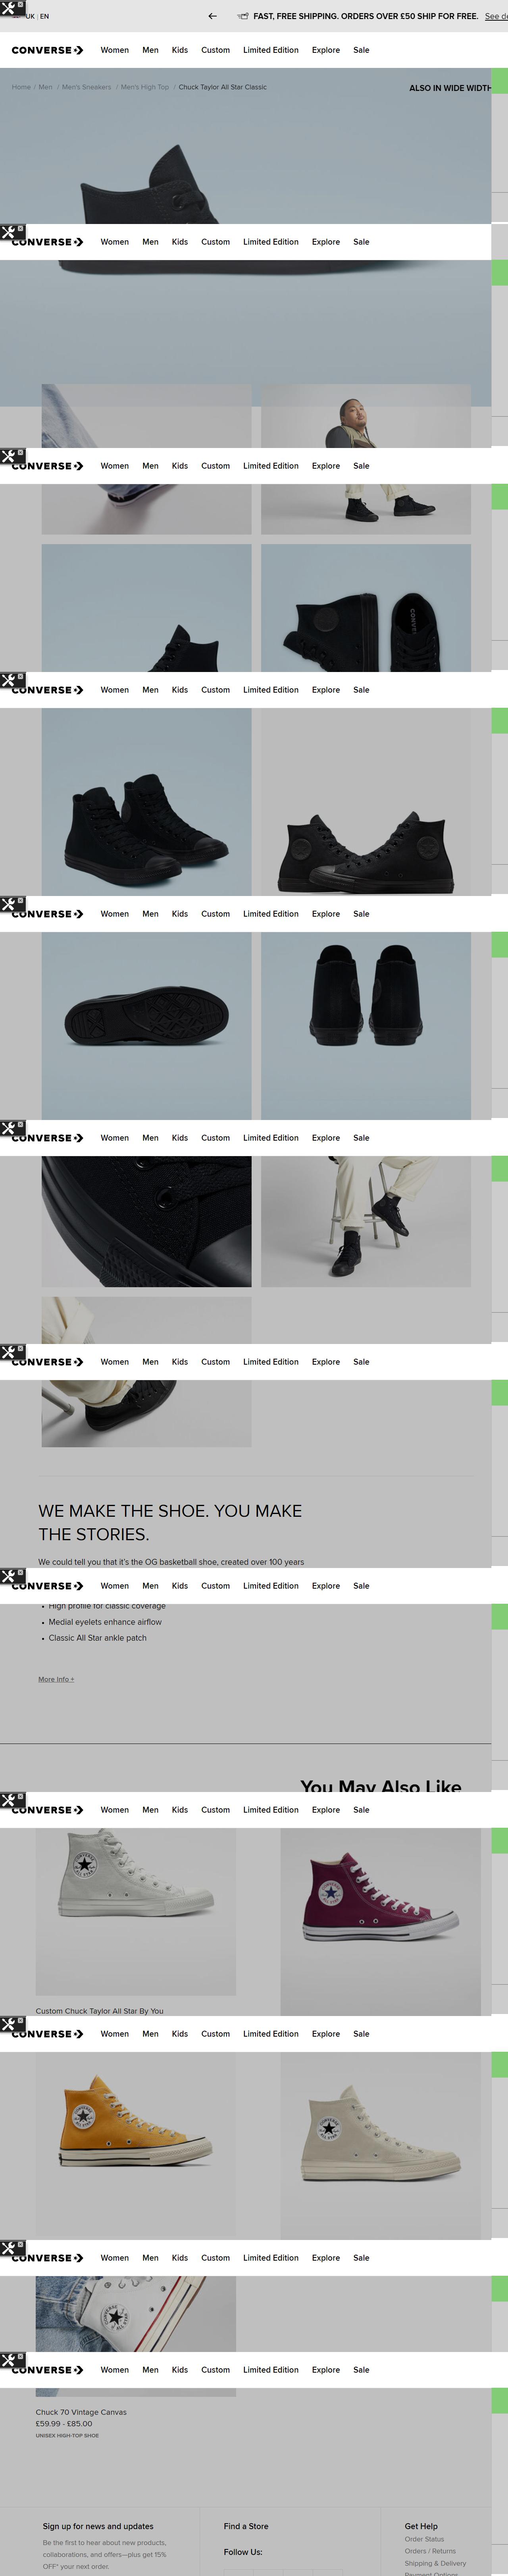 UK | EN
FAST, FREE SHIPPING. ORDERS OVER £50 SHIP FOR FREE. See de
CONVERSE Women Men Kids Custom Limited Edition Explore Sale
Home / Men / Men's Sneakers / Men's High Top / Chuck Taylor All Star Classic
ALSO IN WIDE WIDTH
CONVERSE Women Men Kids Custom Limited Edition Explore Sale
CONVERSE Women Men Kids Custom Limited Edition Explore Sale
CONVERSE Women Men Kids Custom Limited Edition Explore Sale
CONVERSE Women Men Kids Custom Limited Edition Explore Sale
CONVERSE Women Men Kids Custom Limited Edition Explore Sale
CONVERSE Women Men Kids Custom Limited Edition Explore Sale
WE MAKE THE SHOE. YOU MAKE
THE STORIES.
We could tell you that it's the OG basketball shoe, created over 100 years
CONVERSE Women Men Kids Custom Limited Edition Explore Sale
• High profile for classic coverage
• Medial eyelets enhance airflow
• Classic All Star ankle patch
More info +
You May Also Like
CONVERSE Women Men Kids Custom Limited Edition Explore Sale
Custom Chuck Taylor All Star By You
CONVERSE Women Men Kids Custom Limited Edition Explore Sale
CONVERSE Women Men Kids Custom Limited Edition Explore Sale
CONVERSE Women Men Kids Custom Limited Edition Explore Sale
Chuck 70 Vintage Canvas
£59.99 - £85.00
UNISEX HIGH-TOP SHOE
Sign up for news and updates
Be the first to hear about new products,
collaborations, and offers—plus get 15%
OFF* your next order.
Find a Store
Follow Us:
Get Help
Order Status
Orders / Returns
Shipping & Delivery
Payment Options